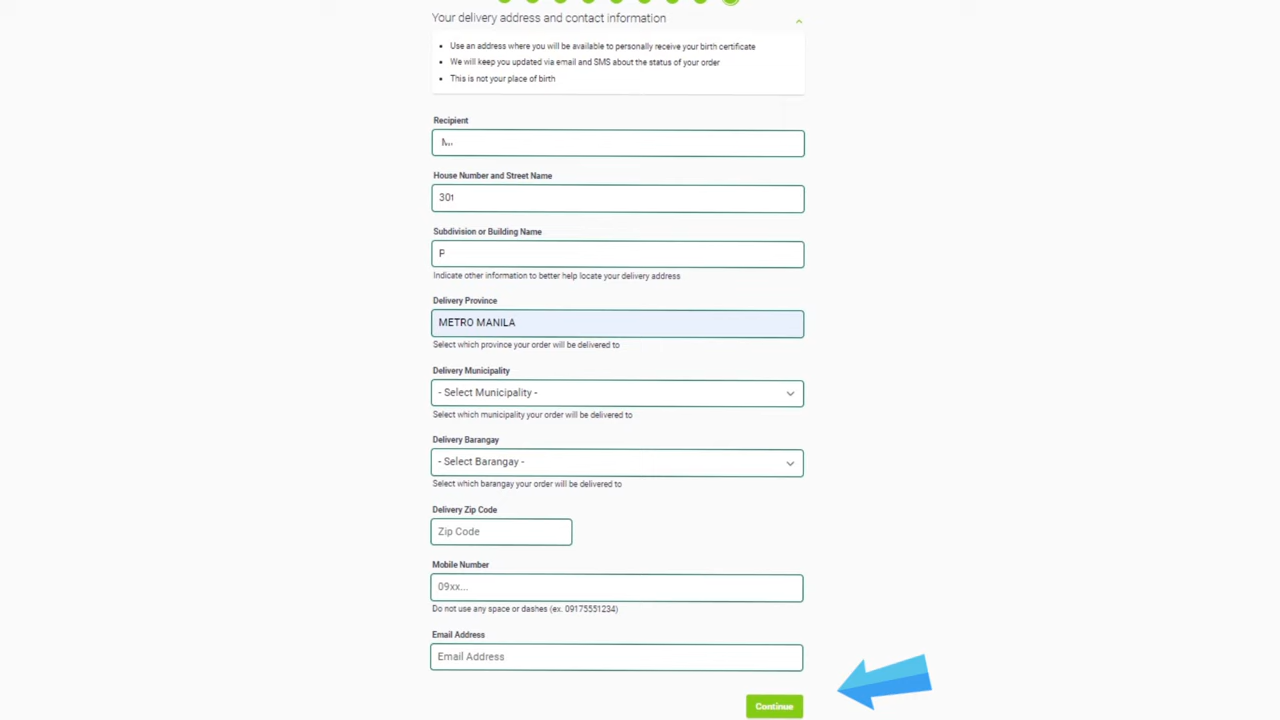 Your delivery address and contact information
Use an address where you will be available to personally receive your birth certificate
We will keep you updated via email and SMS about the status of your order
This is not your place of birth
Recipient
House Number and Street Name
301
Subdivision or Building Name
P
Indicate other information to better help locate your delivery address
Delivery Province
METRO MANILA
Select which province your order will be delivered to
Delivery Municipality
- Select Municipality -
Select which municipality your order will be delivered to
Delivery Barangay
- Select Barangay -
Select which barangay your order will be delivered to
Delivery Zip Code
Zip Code
Mobile Number
09xx...
Do not use any space or dashes (ex. 09175551234)
Email Address
Email Address
Continue